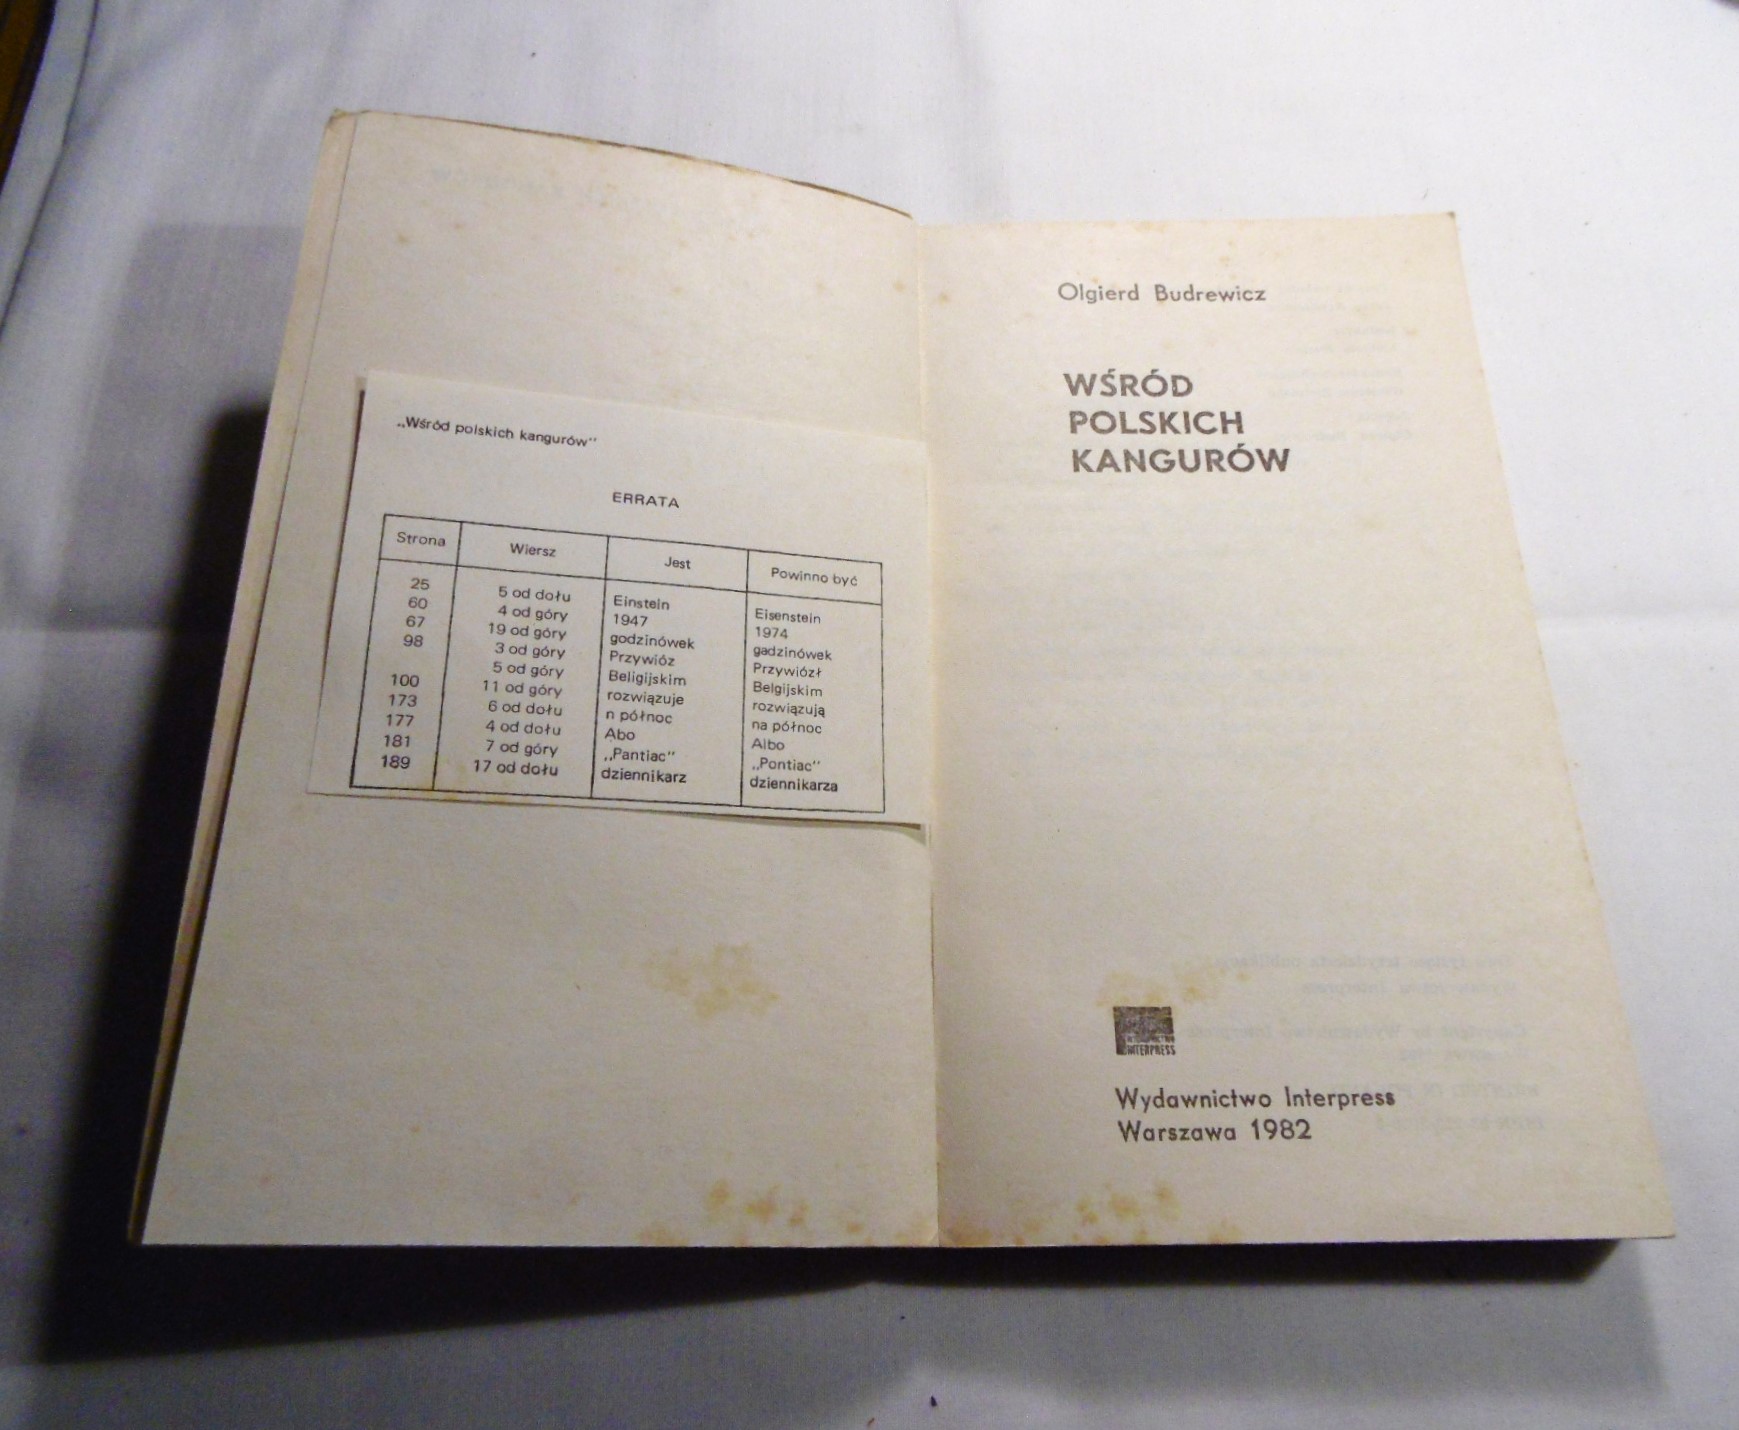 „Wśród polskich kangurów"
ERRATA
Strona Wiersz Jest Powinno być
25 5 od dołu Einstein Eisenstein
60 4 od góry 1947 1974
67 19 od góry godzinówek gadzinówek
98 3 od góry Przywióz Przywiózł
5 od góry Beligijskim Belgijskim
100 11 od góry rozwiązuje rozwiązują
173 6 od dołu n północ na północ
177 4 od dołu Abo Albo
181 7 od góry „Pantiac" „Pontiac"
189 17 od dołu dziennikarz dziennikarza
Olgierd Budrewicz
WŚRÓD
POLSKICH
KANGURÓW
INTERPRESS
Wydawnictwo Interpress
Warszawa 1982